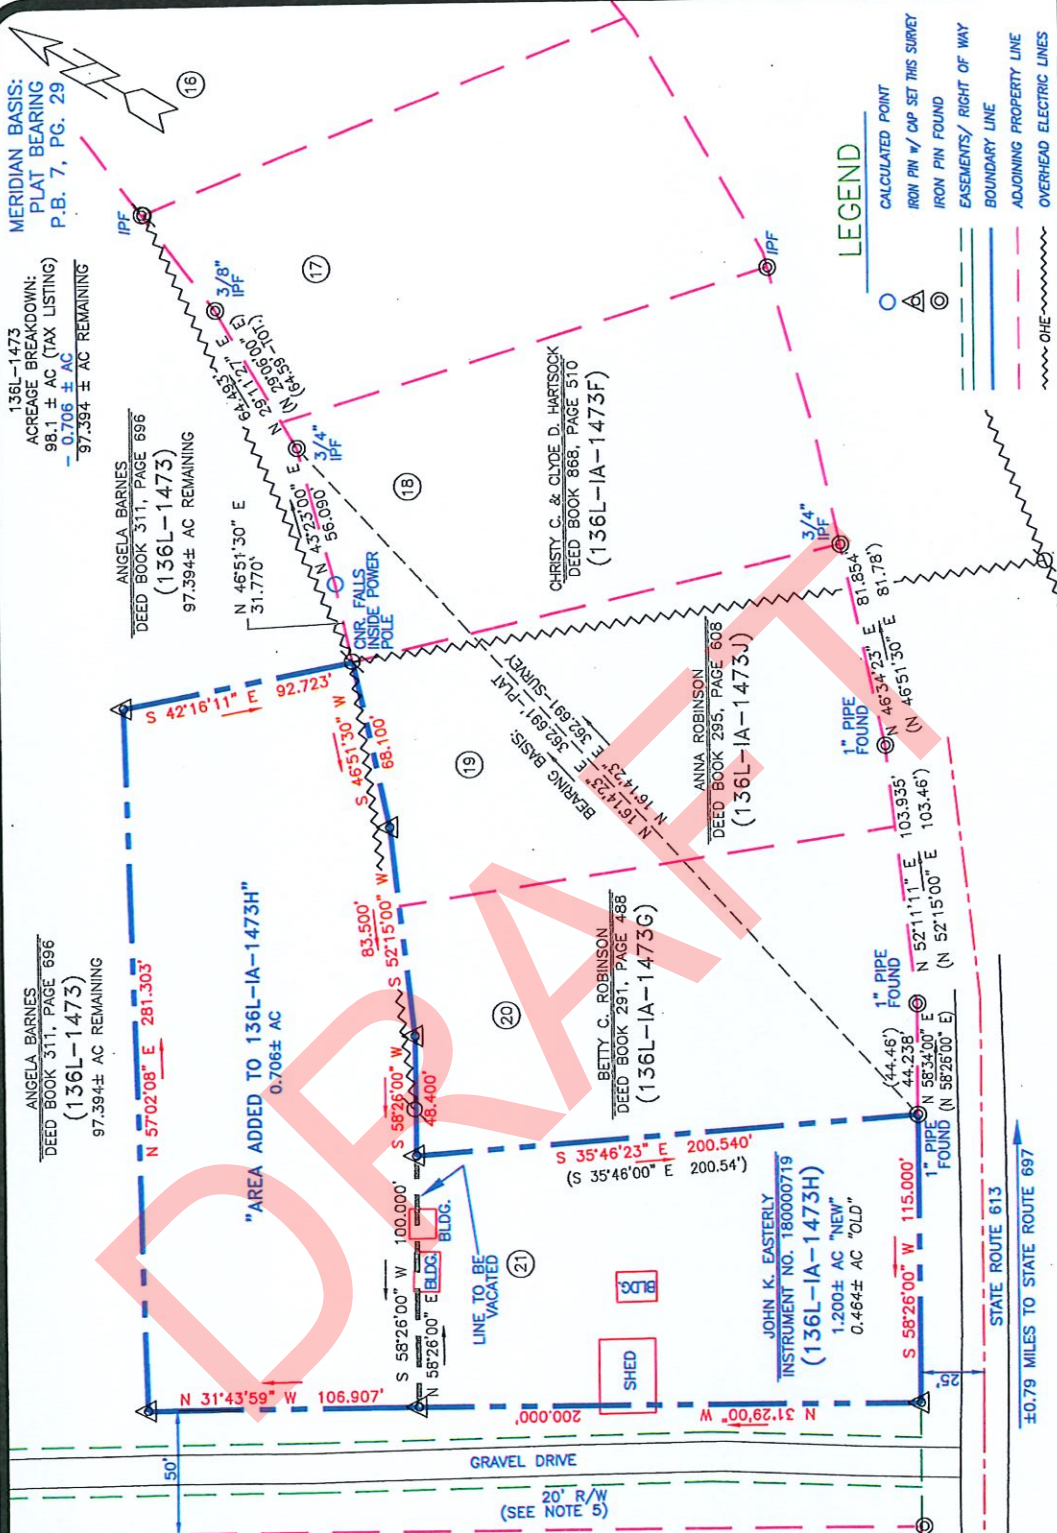 MERIDIAN BASIS:
PLAT BEARING
P.B. 7, PG. 29
16
136L-1473
ACREAGE BREAKDOWN:
98.1 ± AC (TAX LISTING)
- 0.706 ± AC
97.394 ± AC REMAINING
IPF
3/8"
IPF
17
64.493'
N 29°11'27" E
(N 29°06'00" E)
(64.59'-TOT.)
3/4"
IPF
18
ANGELA BARNES
DEED BOOK 311, PAGE 696
(136L-1473)
97.394± AC REMAINING
N 46°51'30" E
31.770'
N 43°23'00" E
56.090'
CNR. FALLS
INSIDE POWER
POLE
CHRISTY C. & CLYDE D. HARTSOCK
DEED BOOK 868, PAGE 510
(136L-IA-1473F)
IPF
3/4"
IPF
LEGEND
CALCULATED POINT
IRON PIN w/ CAP SET THIS SURVEY
IRON PIN FOUND
EASEMENTS/ RIGHT OF WAY
BOUNDARY LINE
ADJOINING PROPERTY LINE
OHE
OVERHEAD ELECTRIC LINES
S 42°16'11" E 92.723'
S 46°51'30" W
68.100'
19
BEARING BASIS:
N 16°14'23" E 362.691'-PLAT
N 16°14'23" E 362.691-SURVEY
ANNA ROBINSON
DEED BOOK 295, PAGE 608
(136L-IA-1473J)
1" PIPE
FOUND
N 46°34'23" E 81.854'
(N 46°51'30" E 81.78')
ANGELA BARNES
DEED BOOK 311, PAGE 696
(136L-1473)
97.394± AC REMAINING
N 57°02'08" E 281.303'
"AREA ADDED TO 136L-IA-1473H"
0.706± AC
83.500'
S 52°15'00" W
S 58°26'00" W
48.400'
20
BETTY C. ROBINSON
DEED BOOK 291, PAGE 488
(136L-IA-1473G)
1" PIPE
FOUND
N 52°11'11" E 103.935'
(N 52°15'00" E 103.46')
(44.46')
44.238'
N 58°34'00" E
(N 58°26'00" E)
S 35°46'23" E 200.540'
(S 35°46'00" E 200.54')
1" PIPE
FOUND
S 58°26'00" W 100.000'
N 58°26'00" E
BLDG.
BLDG.
LINE TO BE
VACATED
21
BLDG.
SHED
JOHN K. EASTERLY
INSTRUMENT NO. 180000719
(136L-IA-1473H)
1.200± AC "NEW"
0.464± AC "OLD"
S 58°26'00" W 115.000'
N 31°43'59" W 106.907'
N 31°29'00" W 200.000'
25'
STATE ROUTE 613
±0.79 MILES TO STATE ROUTE 697
50'
GRAVEL DRIVE
20' R/W
(SEE NOTE 5)
DRAFT